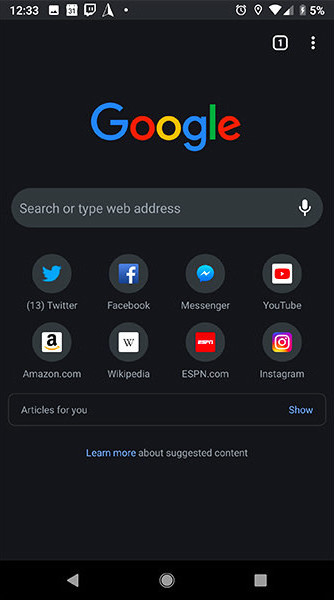 12:33 31 5%
1
Google
Search or type web address
(13) Twitter Facebook Messenger YouTube
a W ESPN
Amazon.com Wikipedia ESPN.com Instagram
Articles for you Show
Learn more about suggested content